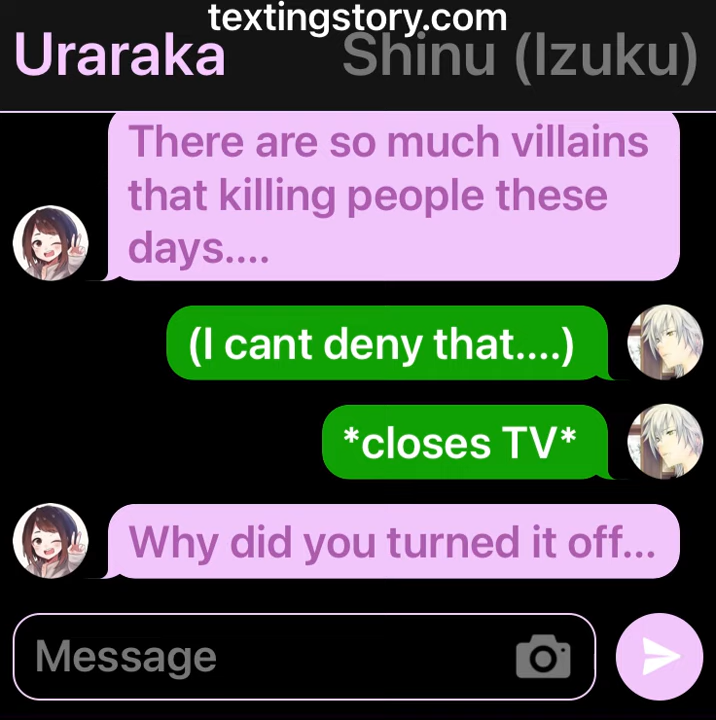 textingstory.com
Uraraka Shinu (Izuku)
There are so much villains
that killing people these
days....
(I cant deny that....)
*closes TV*
Why did you turned it off...
Message